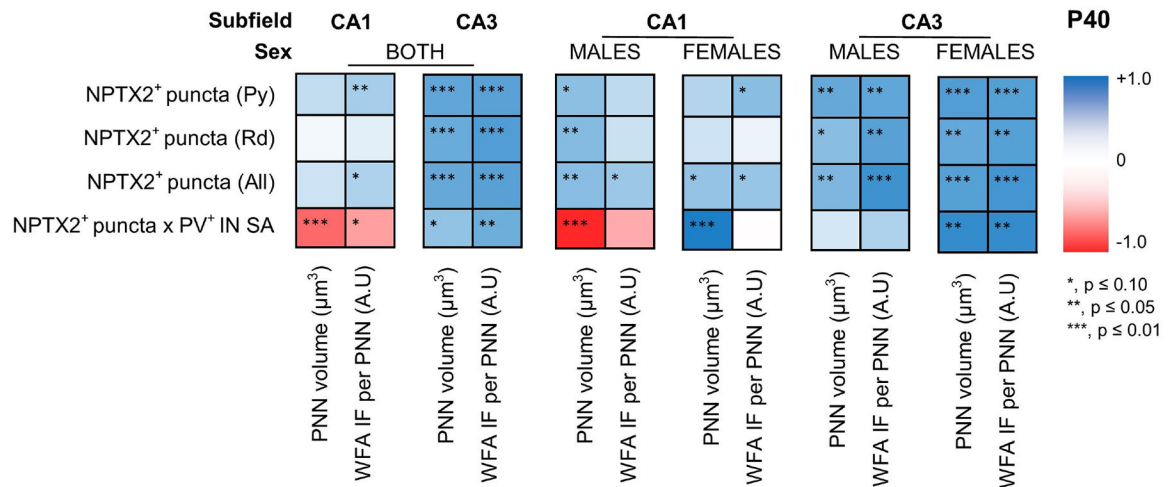 Subfield CA1 CA3 CA1 CA3 P40
Sex BOTH MALES FEMALES MALES FEMALES
NPTX2⁺ puncta (Py) ** *** *** * * ** ** *** *** +1.0
NPTX2⁺ puncta (Rd) *** *** ** * ** ** ** 0
NPTX2⁺ puncta (All) * *** *** ** * * * ** *** *** ***
NPTX2⁺ puncta x PV⁺ IN SA *** * * ** *** *** ** ** -1.0
PNN volume (µm³)
WFA IF per PNN (A.U)
PNN volume (µm³)
WFA IF per PNN (A.U)
PNN volume (µm³)
WFA IF per PNN (A.U)
PNN volume (µm³)
WFA IF per PNN (A.U)
PNN volume (µm³)
WFA IF per PNN (A.U)
PNN volume (µm³)
WFA IF per PNN (A.U)
*, p ≤ 0.10
**, p ≤ 0.05
***, p ≤ 0.01